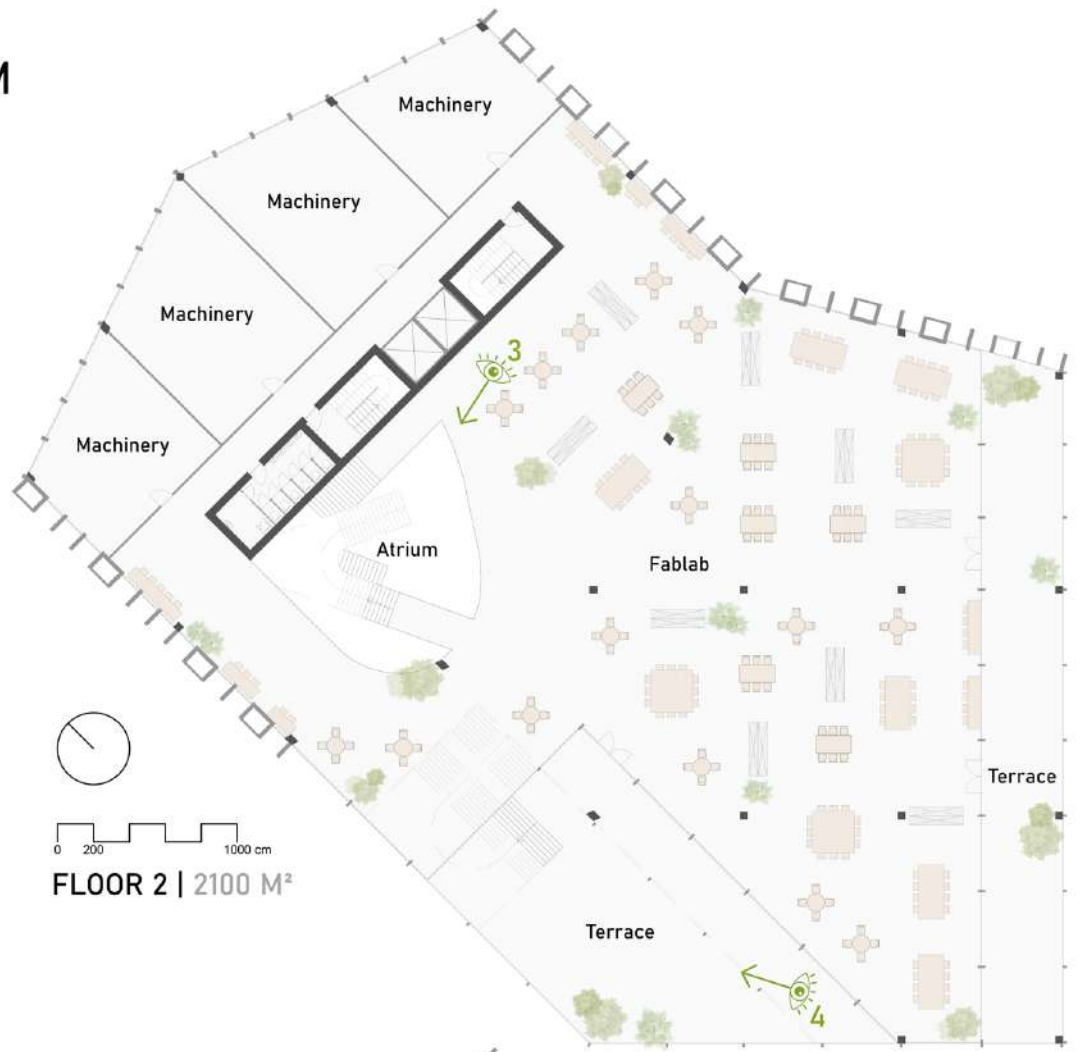 M
Machinery
Machinery
Machinery
Machinery
3
Atrium
Fablab
Terrace
0 200 1000 cm
FLOOR 2 | 2100 M²
Terrace
4